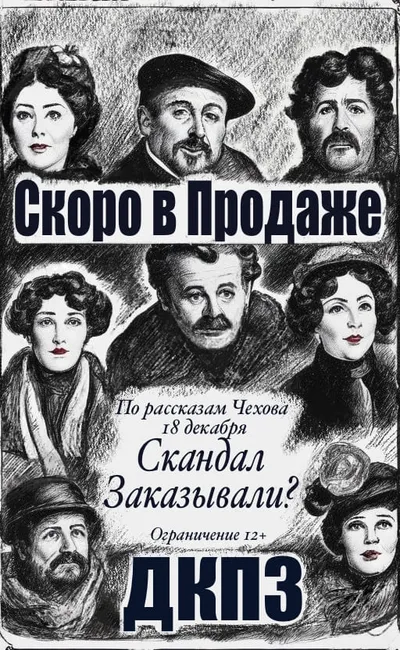 Скоро в Продаже
По рассказам Чехова
18 декабря
Скандал
Заказывали?
Ограничение 12+
ДКПЗ